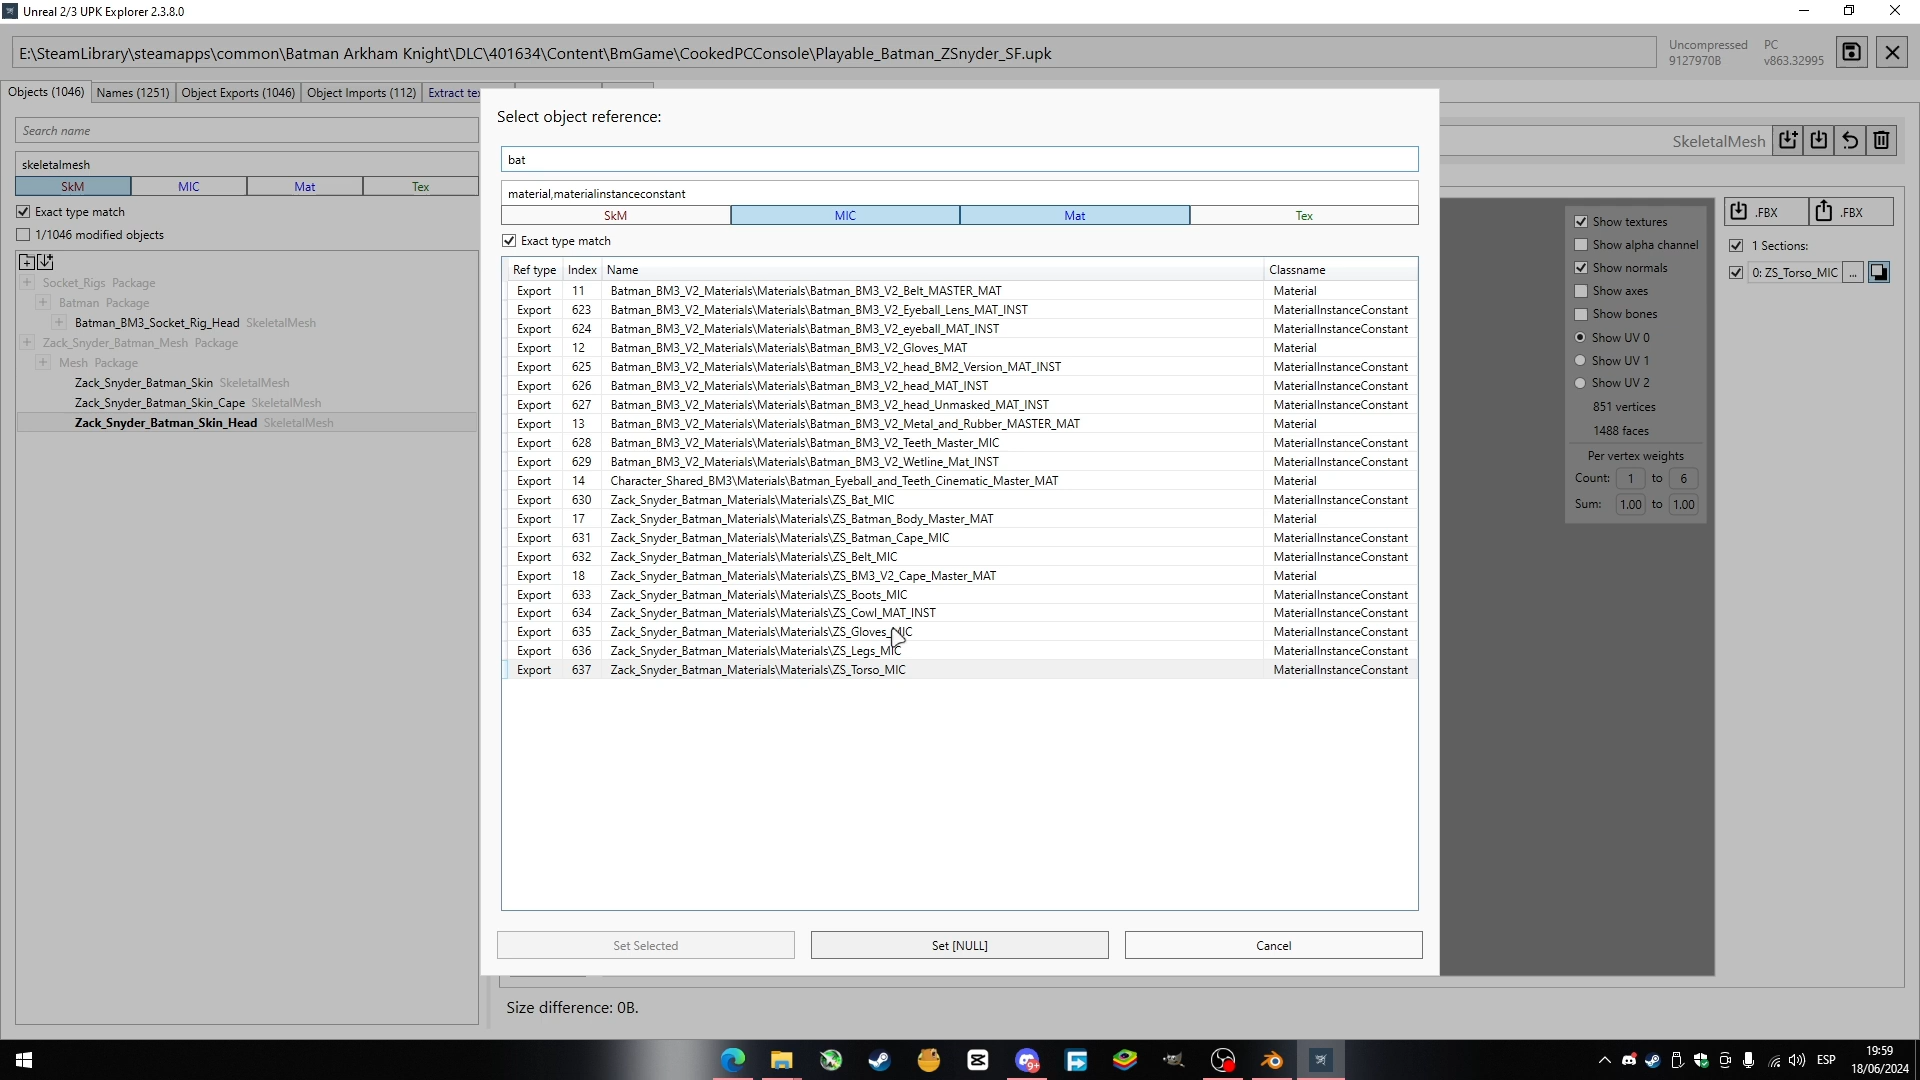 Unreal 2/3 UPK Explorer 2.3.8.0
E:\SteamLibrary\steamapps\common\Batman Arkham Knight\DLC\401634\Content\BmGame\CookedPCConsole\Playable_Batman_ZSnyder_SF.upk
Uncompressed PC
9127970B v863.32995
Objects (1046) Names (1251) Object Exports (1046) Object Imports (112) Extract te
Select object reference:
Search name
SkeletalMesh
bat
skeletalmesh
SkM MIC Mat Tex
material,materialinstanceconstant
SkM MIC Mat Tex
Exact type match
Exact type match
1/1046 modified objects
Socket_Rigs Package
Batman Package
Batman_BM3_Socket_Rig_Head SkeletalMesh
Zack_Snyder_Batman_Mesh Package
Mesh Package
Zack_Snyder_Batman_Skin SkeletalMesh
Zack_Snyder_Batman_Skin_Cape SkeletalMesh
Zack_Snyder_Batman_Skin_Head SkeletalMesh
Ref type Index Name Classname
Export 11 Batman_BM3_V2_Materials\Materials\Batman_BM3_V2_Belt_MASTER_MAT Material
Export 623 Batman_BM3_V2_Materials\Materials\Batman_BM3_V2_Eyeball_Lens_MAT_INST MaterialInstanceConstant
Export 624 Batman_BM3_V2_Materials\Materials\Batman_BM3_V2_eyeball_MAT_INST MaterialInstanceConstant
Export 12 Batman_BM3_V2_Materials\Materials\Batman_BM3_V2_Gloves_MAT Material
Export 625 Batman_BM3_V2_Materials\Materials\Batman_BM3_V2_head_BM2_Version_MAT_INST MaterialInstanceConstant
Export 626 Batman_BM3_V2_Materials\Materials\Batman_BM3_V2_head_MAT_INST MaterialInstanceConstant
Export 627 Batman_BM3_V2_Materials\Materials\Batman_BM3_V2_head_Unmasked_MAT_INST MaterialInstanceConstant
Export 13 Batman_BM3_V2_Materials\Materials\Batman_BM3_V2_Metal_and_Rubber_MASTER_MAT Material
Export 628 Batman_BM3_V2_Materials\Materials\Batman_BM3_V2_Teeth_Master_MIC MaterialInstanceConstant
Export 629 Batman_BM3_V2_Materials\Materials\Batman_BM3_V2_Wetline_Mat_INST MaterialInstanceConstant
Export 14 Character_Shared_BM3\Materials\Batman_Eyeball_and_Teeth_Cinematic_Master_MAT Material
Export 630 Zack_Snyder_Batman_Materials\Materials\ZS_Bat_MIC MaterialInstanceConstant
Export 17 Zack_Snyder_Batman_Materials\Materials\ZS_Batman_Body_Master_MAT Material
Export 631 Zack_Snyder_Batman_Materials\Materials\ZS_Batman_Cape_MIC MaterialInstanceConstant
Export 632 Zack_Snyder_Batman_Materials\Materials\ZS_Belt_MIC MaterialInstanceConstant
Export 18 Zack_Snyder_Batman_Materials\Materials\ZS_BM3_V2_Cape_Master_MAT Material
Export 633 Zack_Snyder_Batman_Materials\Materials\ZS_Boots_MIC MaterialInstanceConstant
Export 634 Zack_Snyder_Batman_Materials\Materials\ZS_Cowl_MAT_INST MaterialInstanceConstant
Export 635 Zack_Snyder_Batman_Materials\Materials\ZS_Gloves_MIC MaterialInstanceConstant
Export 636 Zack_Snyder_Batman_Materials\Materials\ZS_Legs_MIC MaterialInstanceConstant
Export 637 Zack_Snyder_Batman_Materials\Materials\ZS_Torso_MIC MaterialInstanceConstant
Set Selected Set [NULL] Cancel
Show textures
Show alpha channel
Show normals
Show axes
Show bones
Show UV 0
Show UV 1
Show UV 2
851 vertices
1488 faces
Per vertex weights
Count: 1 to 6
Sum: 1.00 to 1.00
.FBX .FBX
1 Sections:
0: ZS_Torso_MIC ...
Size difference: 0B.
9+
ESP
19:59
18/06/2024